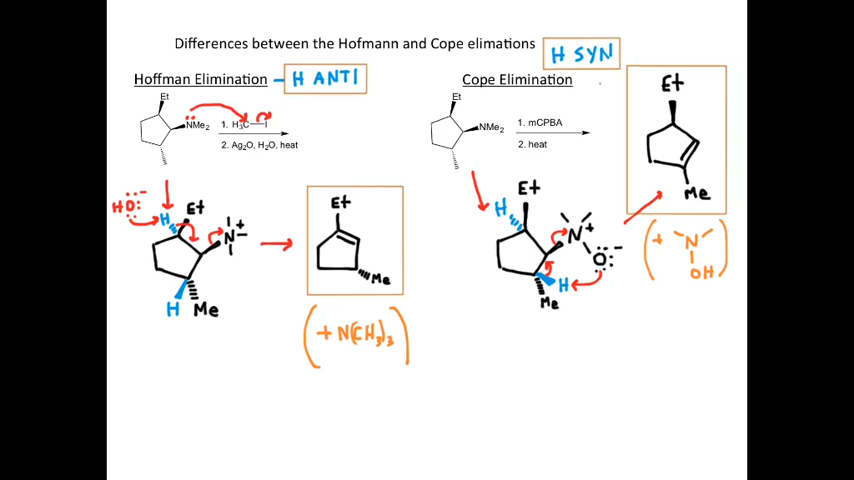 Differences between the Hofmann and Cope elimations
H SYN
Hoffman Elimination - H ANTI
Cope Elimination
Et
NMe2
1. H3C—I
2. Ag2O, H2O, heat
Et
NMe2
1. mCPBA
2. heat
Et
Me
HO:-
H
Et
N+
H
Me
Et
Me
(+ N(CH3)3)
Et
H
N+
O:-
H
Me
(+ N
OH)